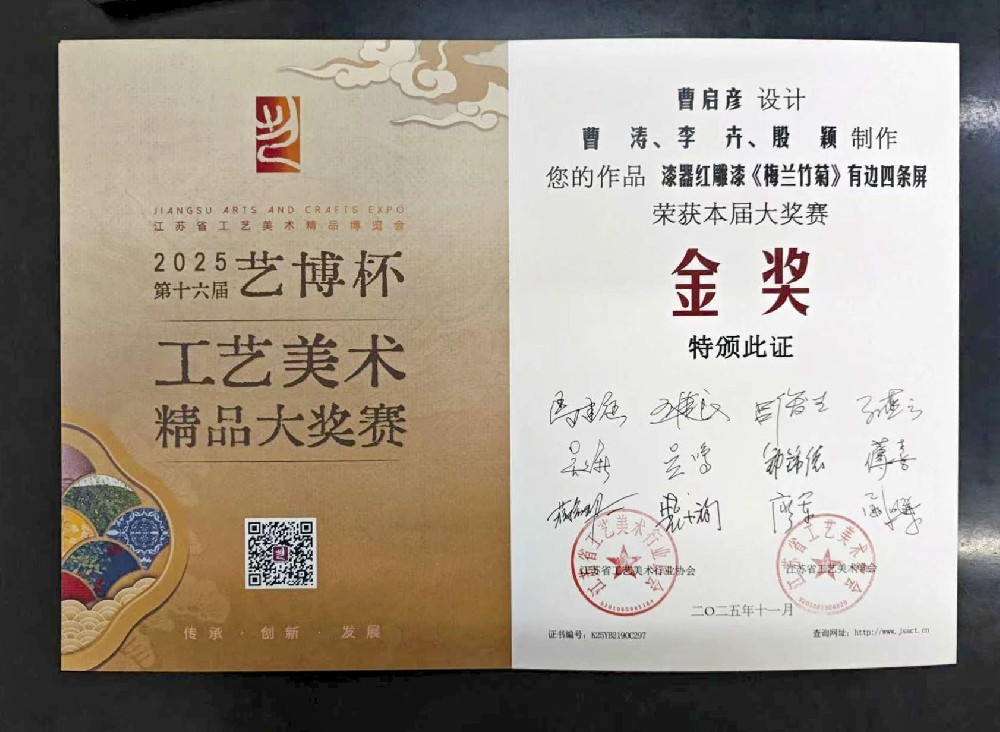 JIANGSU ARTS AND CRAFTS EXPO
江苏省工艺美术精品博览会
2025
第十六届
艺博杯
工艺美术
精品大奖赛
传承·创新·发展
曹启彦 设计
曹 涛、李 卉、殷 颖 制作
您的作品 漆器红雕漆《梅兰竹菊》有边四条屏
荣获本届大奖赛
金奖
特颁此证
江苏省工艺美术行业协会
江苏省工艺美术学会
二〇二五年十一月
证书编号：K25YB2190C297
查询网址：http://www.jsact.cn